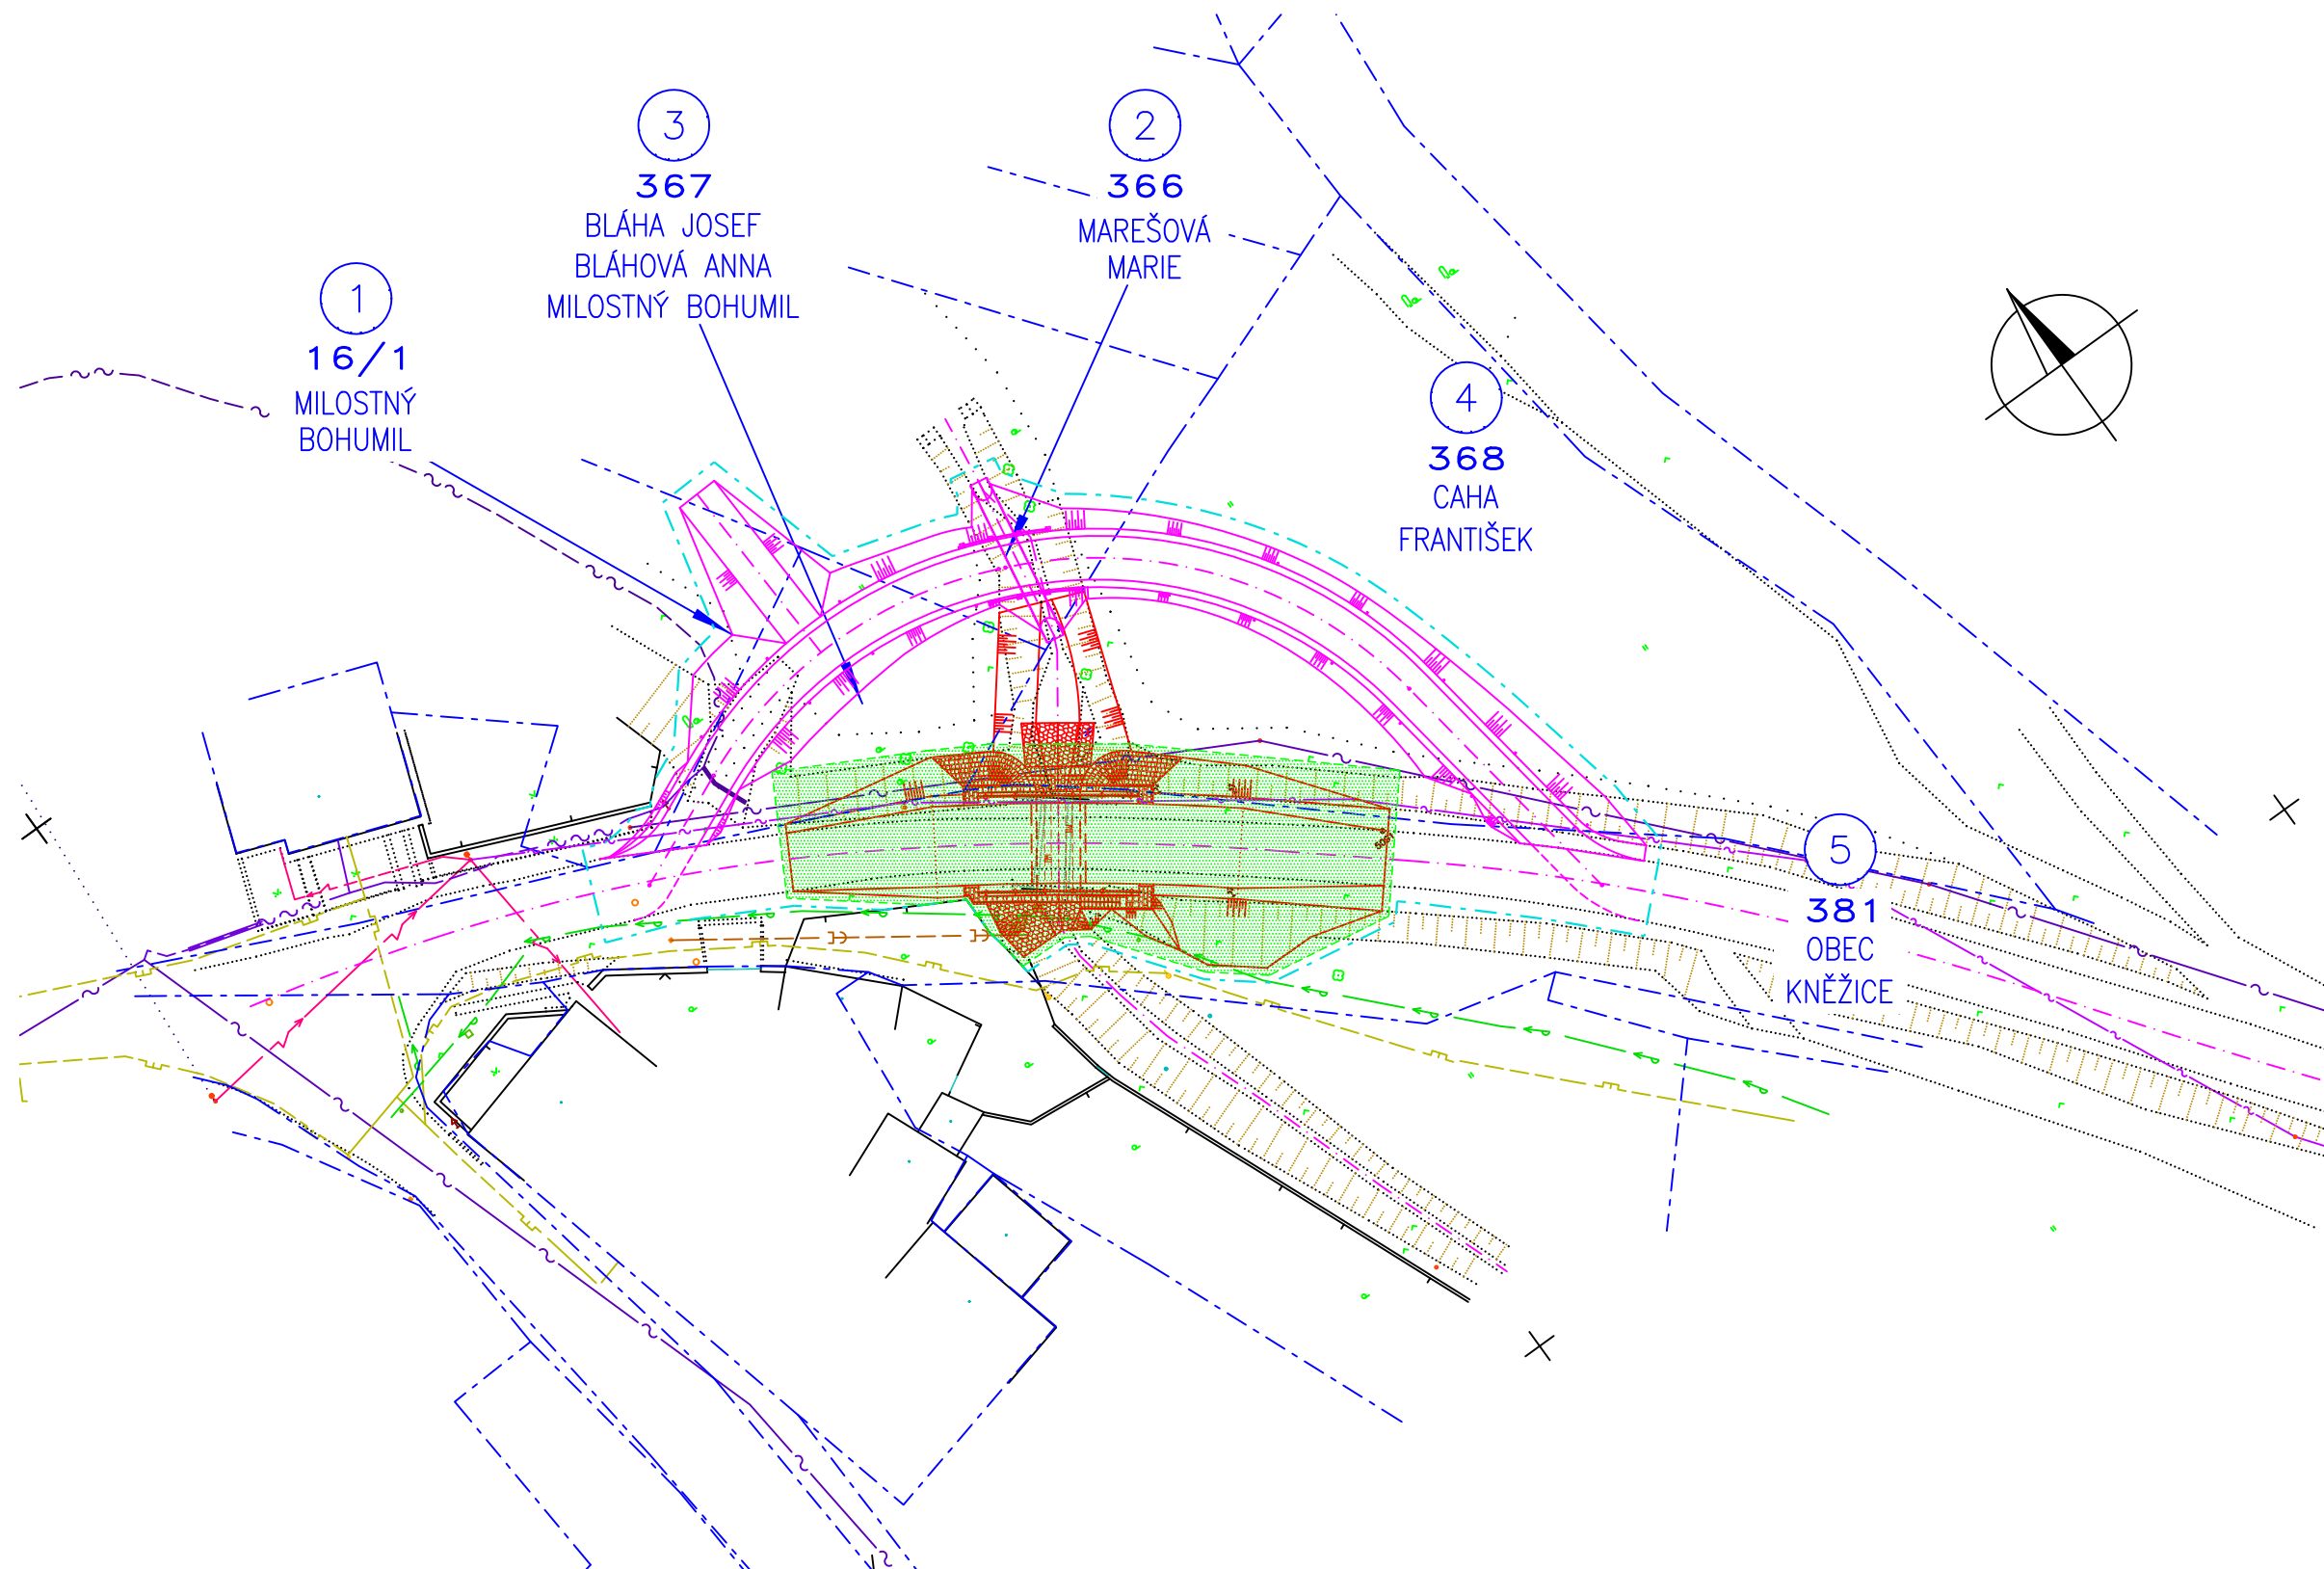 3
367
BLÁHA JOSEF
BLÁHOVÁ ANNA
MILOSTNÝ BOHUMIL
2
366
MAREŠOVÁ
MARIE
1
16/1
MILOSTNÝ
BOHUMIL
4
368
CAHA
FRANTIŠEK
5
381
OBEC
KNĚŽICE